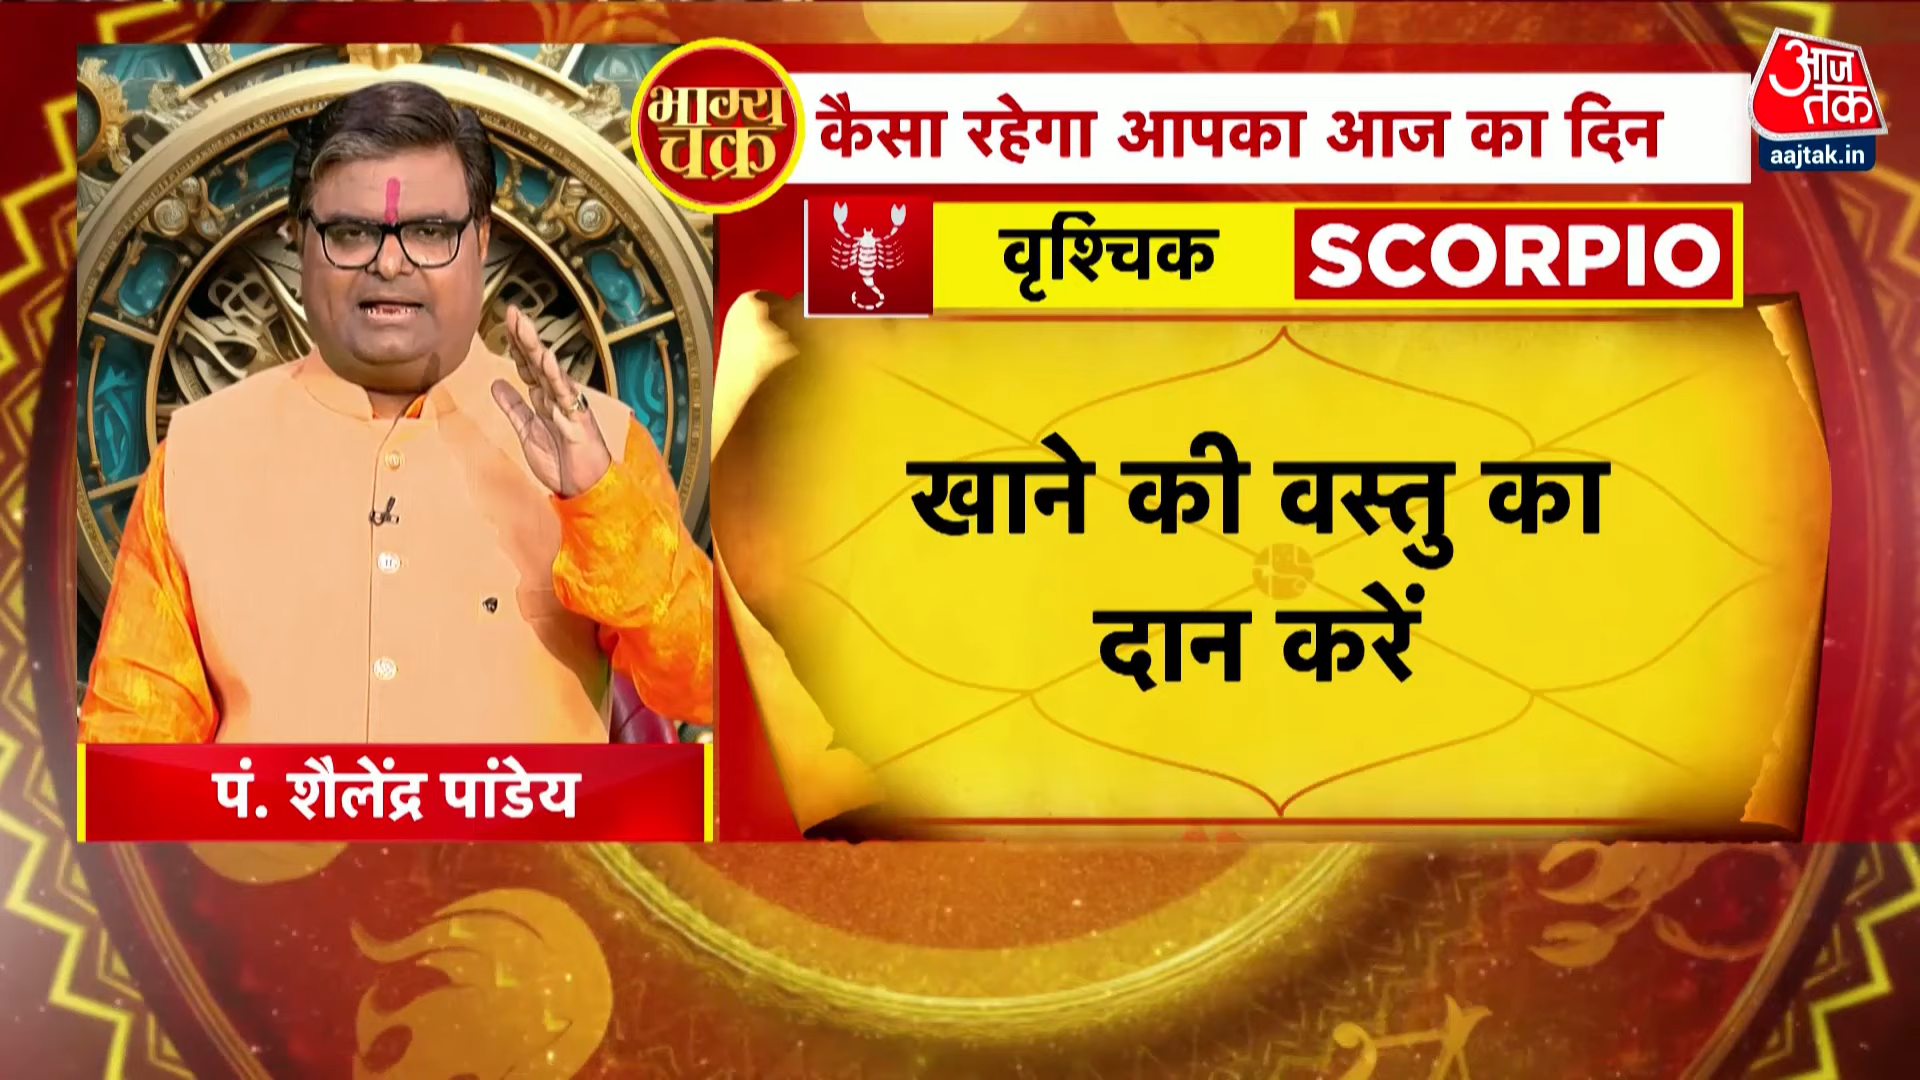 भाग्य
चक्र
कैसा रहेगा आपका आज का दिन
आज
तक
aajtak.in
वृश्चिक
SCORPIO
खाने की वस्तु का
दान करें
पं. शैलेंद्र पांडेय